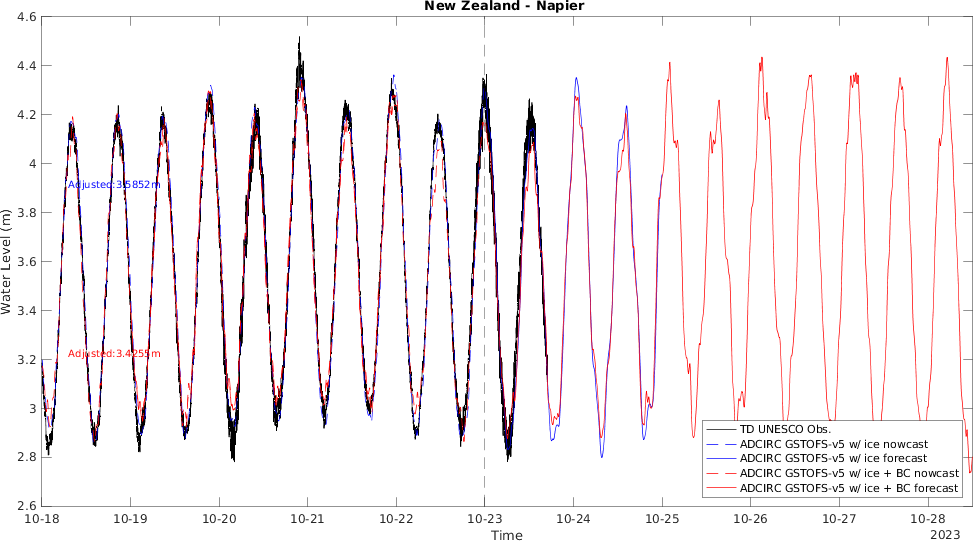 New Zealand - Napier
4.6
4.4
4.2
4
3.8
3.6
3.4
3.2
3
2.8
2.6
Water Level (m)
Adjusted:3.5852m
Adjusted:3.4255m
TD UNESCO Obs.
ADCIRC GSTOFS-v5 w/ ice nowcast
ADCIRC GSTOFS-v5 w/ ice forecast
ADCIRC GSTOFS-v5 w/ ice + BC nowcast
ADCIRC GSTOFS-v5 w/ ice + BC forecast
10-18 10-19 10-20 10-21 10-22 10-23 10-24 10-25 10-26 10-27 10-28
2023
Time